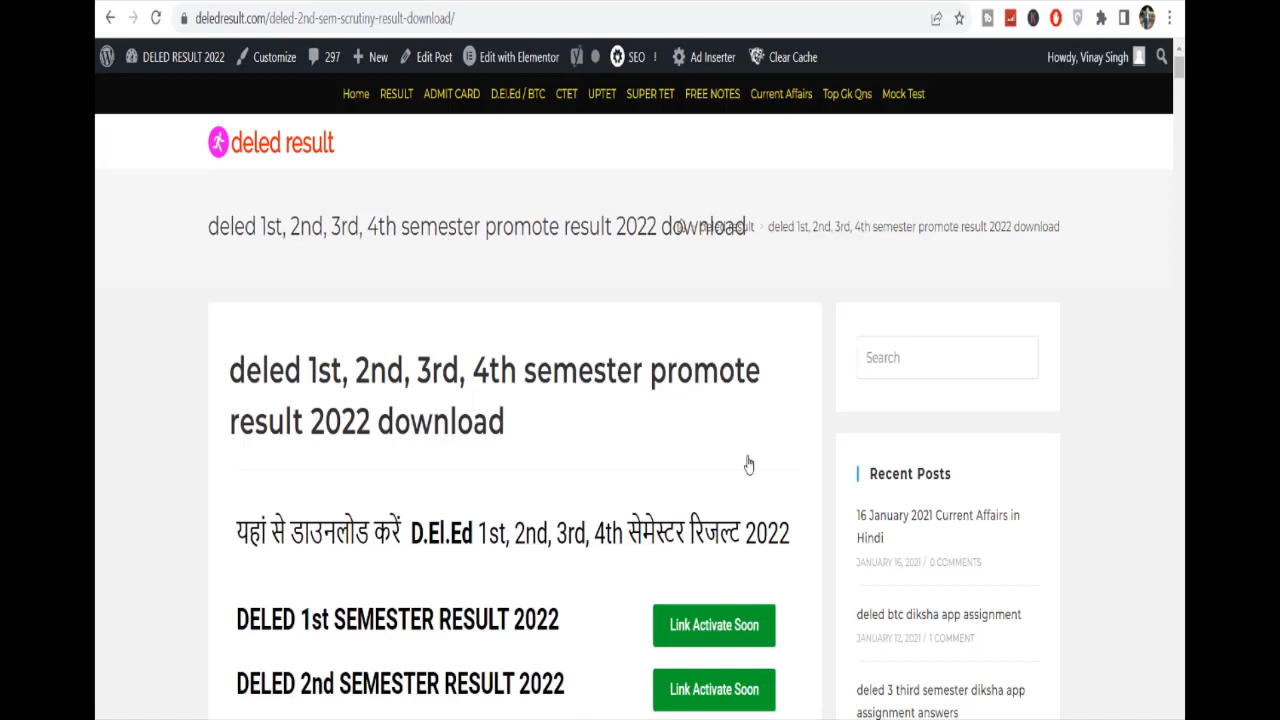 deledresult.com/deled-2nd-sem-scrutiny-result-download/
DELED RESULT 2022 Customize 297 New Edit Post Edit with Elementor SEO ! Ad Inserter Clear Cache Howdy, Vinay Singh
Home RESULT ADMIT CARD D.El.Ed / BTC CTET UPTET SUPER TET FREE NOTES Current Affairs Top Gk Qns Mock Test
deled result
deled 1st, 2nd, 3rd, 4th semester promote result 2022 download
deled 1st, 2nd, 3rd, 4th semester promote result 2022 download
deled 1st, 2nd, 3rd, 4th semester promote
result 2022 download
Search
Recent Posts
16 January 2021 Current Affairs in
Hindi
JANUARY 16, 2021 / 0 COMMENTS
यहां से डाउनलोड करें D.El.Ed 1st, 2nd, 3rd, 4th सेमेस्टर रिजल्ट 2022
DELED 1st SEMESTER RESULT 2022 Link Activate Soon
deled btc diksha app assignment
JANUARY 12, 2021 / 1 COMMENT
DELED 2nd SEMESTER RESULT 2022 Link Activate Soon
deled 3 third semester diksha app
assignment answers